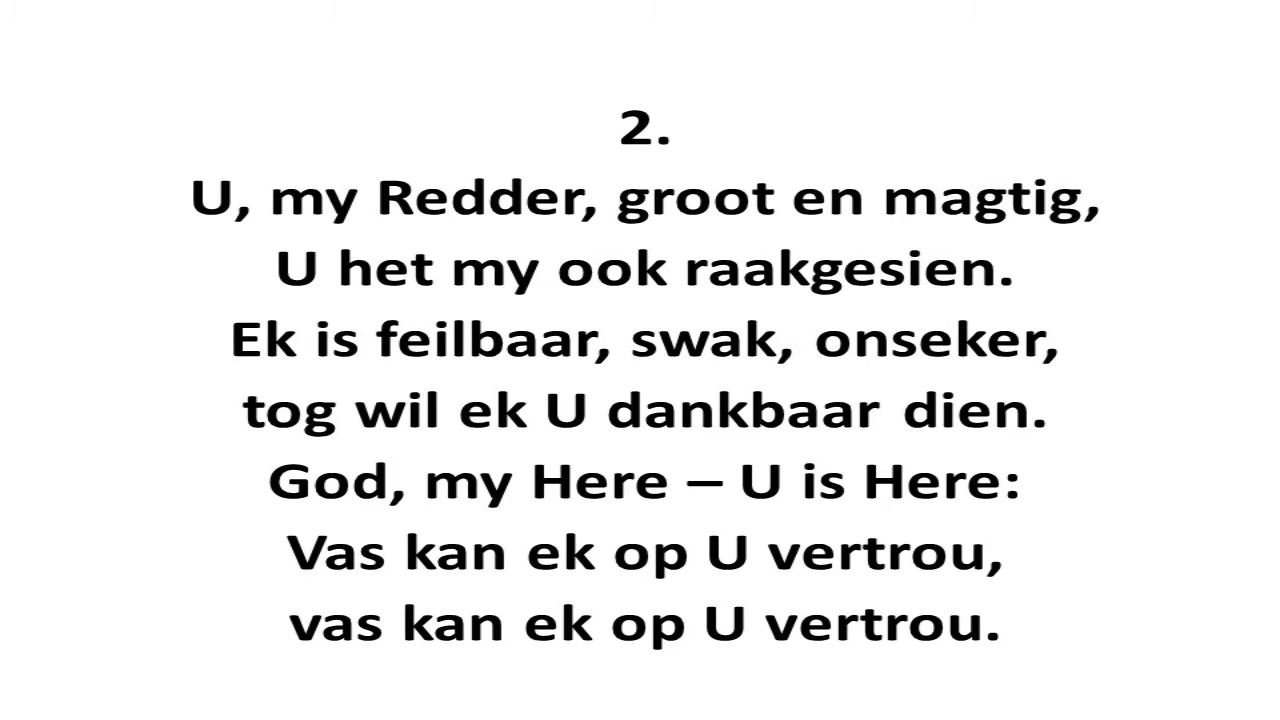 2.
U, my Redder, groot en magtig,
U het my ook raakgesien.
Ek is feilbaar, swak, onseker,
tog wil ek U dankbaar dien.
God, my Here – U is Here:
Vas kan ek op U vertrou,
vas kan ek op U vertrou.